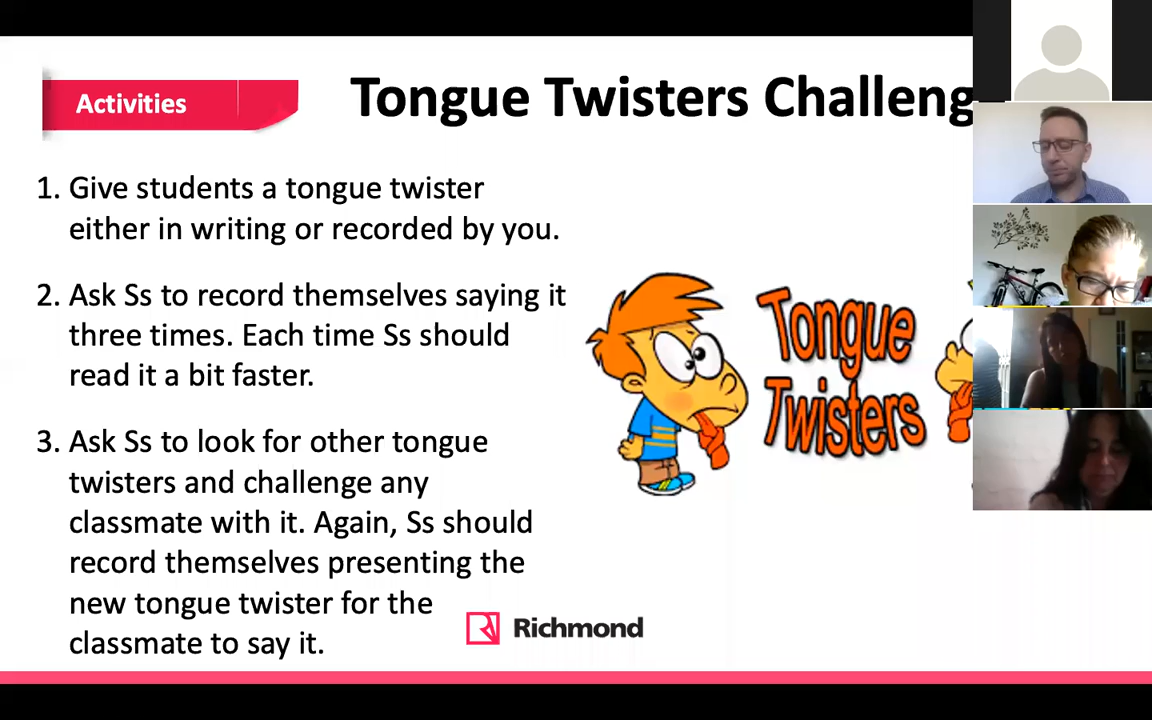 Activities
Tongue Twisters Challeng
1. Give students a tongue twister
either in writing or recorded by you.
2. Ask Ss to record themselves saying it
three times. Each time Ss should
read it a bit faster.
3. Ask Ss to look for other tongue
twisters and challenge any
classmate with it. Again, Ss should
record themselves presenting the
new tongue twister for the
classmate to say it.
Tongue
Twisters
Richmond